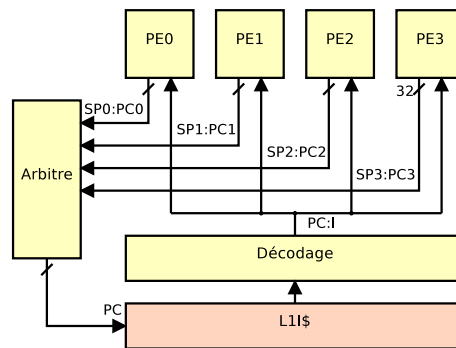 PE0
PE1
PE2
PE3
SP0:PC0
SP1:PC1
32
SP2:PC2
Arbitre
SP3:PC3
PC:I
Décodage
PC
L1I$